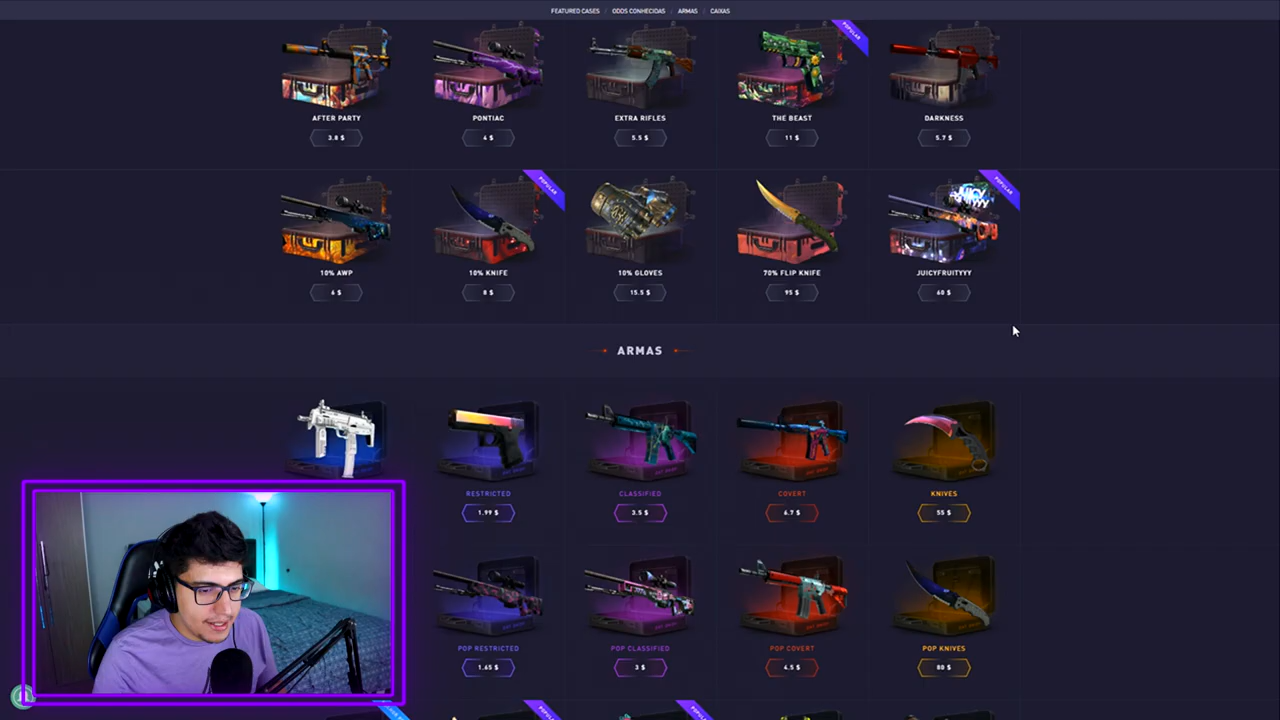 FEATURED CASES / ODDS CONHECIDAS / ARMAS / CAIXAS
POPULAR
AFTER PARTY
3.8 $
PONTIAC
4 $
EXTRA RIFLES
5.5 $
THE BEAST
11 $
DARKNESS
5.7 $
POPULAR
POPULAR
10% AWP
6 $
10% KNIFE
8 $
10% GLOVES
15.5 $
70% FLIP KNIFE
95 $
JUICYFRUITYYY
60 $
ARMAS
RESTRICTED
1.99 $
CLASSIFIED
3.5 $
COVERT
6.7 $
KNIVES
55 $
POP RESTRICTED
1.65 $
POP CLASSIFIED
3 $
POP COVERT
4.5 $
POP KNIVES
80 $